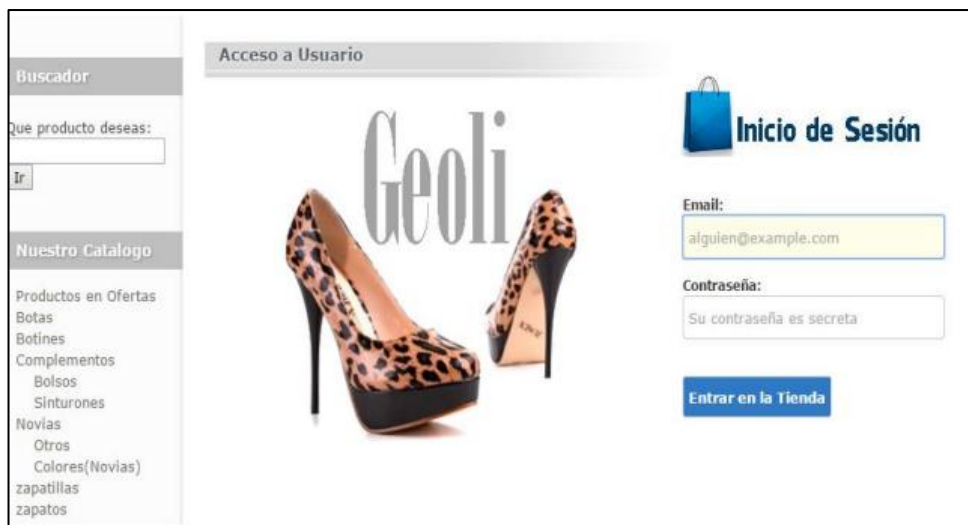 Buscador
Que producto deseas:
Ir
Nuestro Catalogo
Productos en Ofertas
Botas
Botines
Complementos
Bolsos
Sinturones
Novias
Otros
Colores(Novias)
zapatillas
zapatos
Acceso a Usuario
Geoli
Inicio de Sesión
Email:
alguien@example.com
Contraseña:
Su contraseña es secreta
Entrar en la Tienda